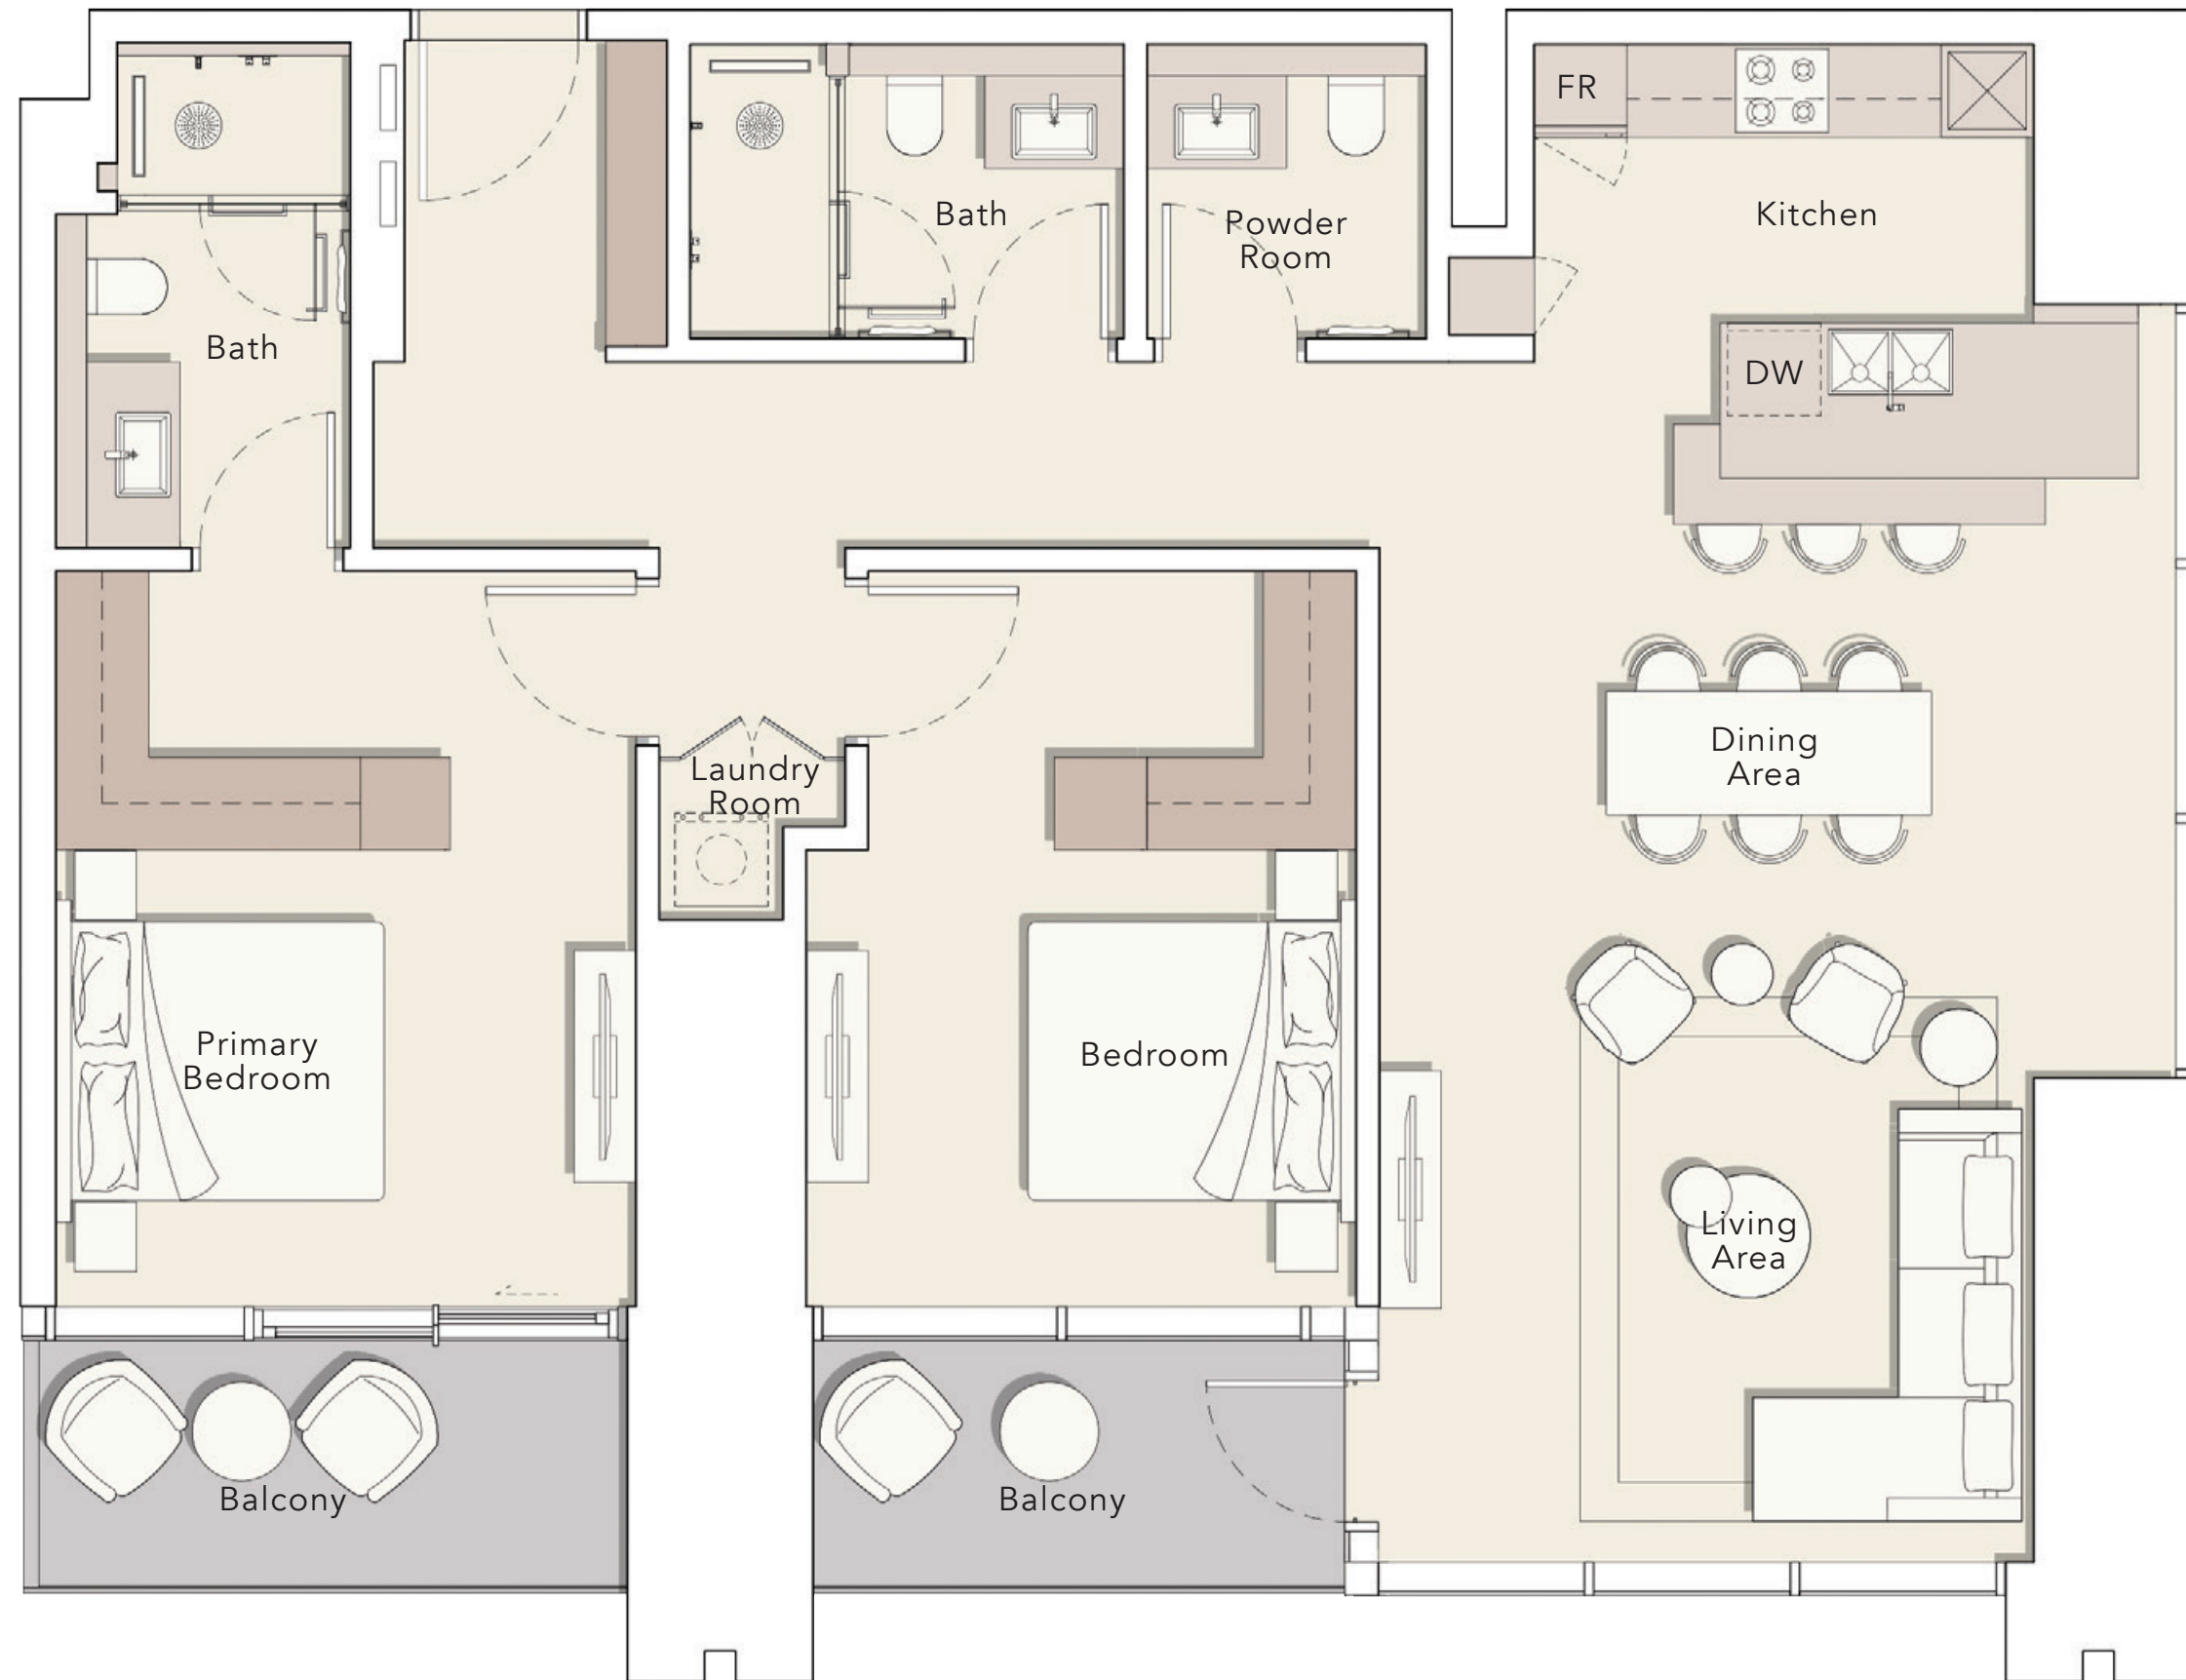 FR
Bath
Powder
Room
Kitchen
Bath
DW
Laundry
Room
Dining
Area
Primary
Bedroom
Bedroom
Living
Area
Balcony
Balcony